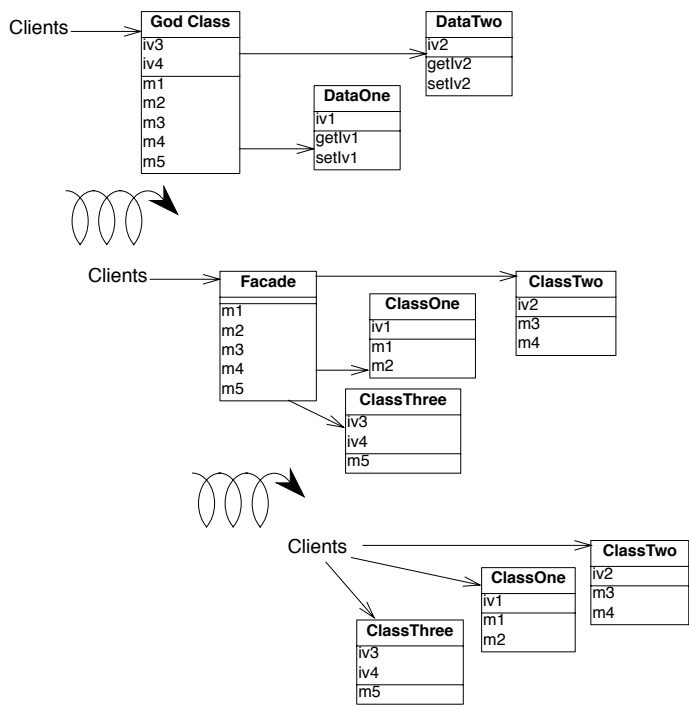 Clients
God Class
iv3
iv4
m1
m2
m3
m4
m5
DataTwo
iv2
getIv2
setIv2
DataOne
iv1
getIv1
setIv1
Clients
Facade
m1
m2
m3
m4
m5
ClassTwo
iv2
m3
m4
ClassOne
iv1
m1
m2
ClassThree
iv3
iv4
m5
Clients
ClassTwo
iv2
m3
m4
ClassOne
iv1
m1
m2
ClassThree
iv3
iv4
m5